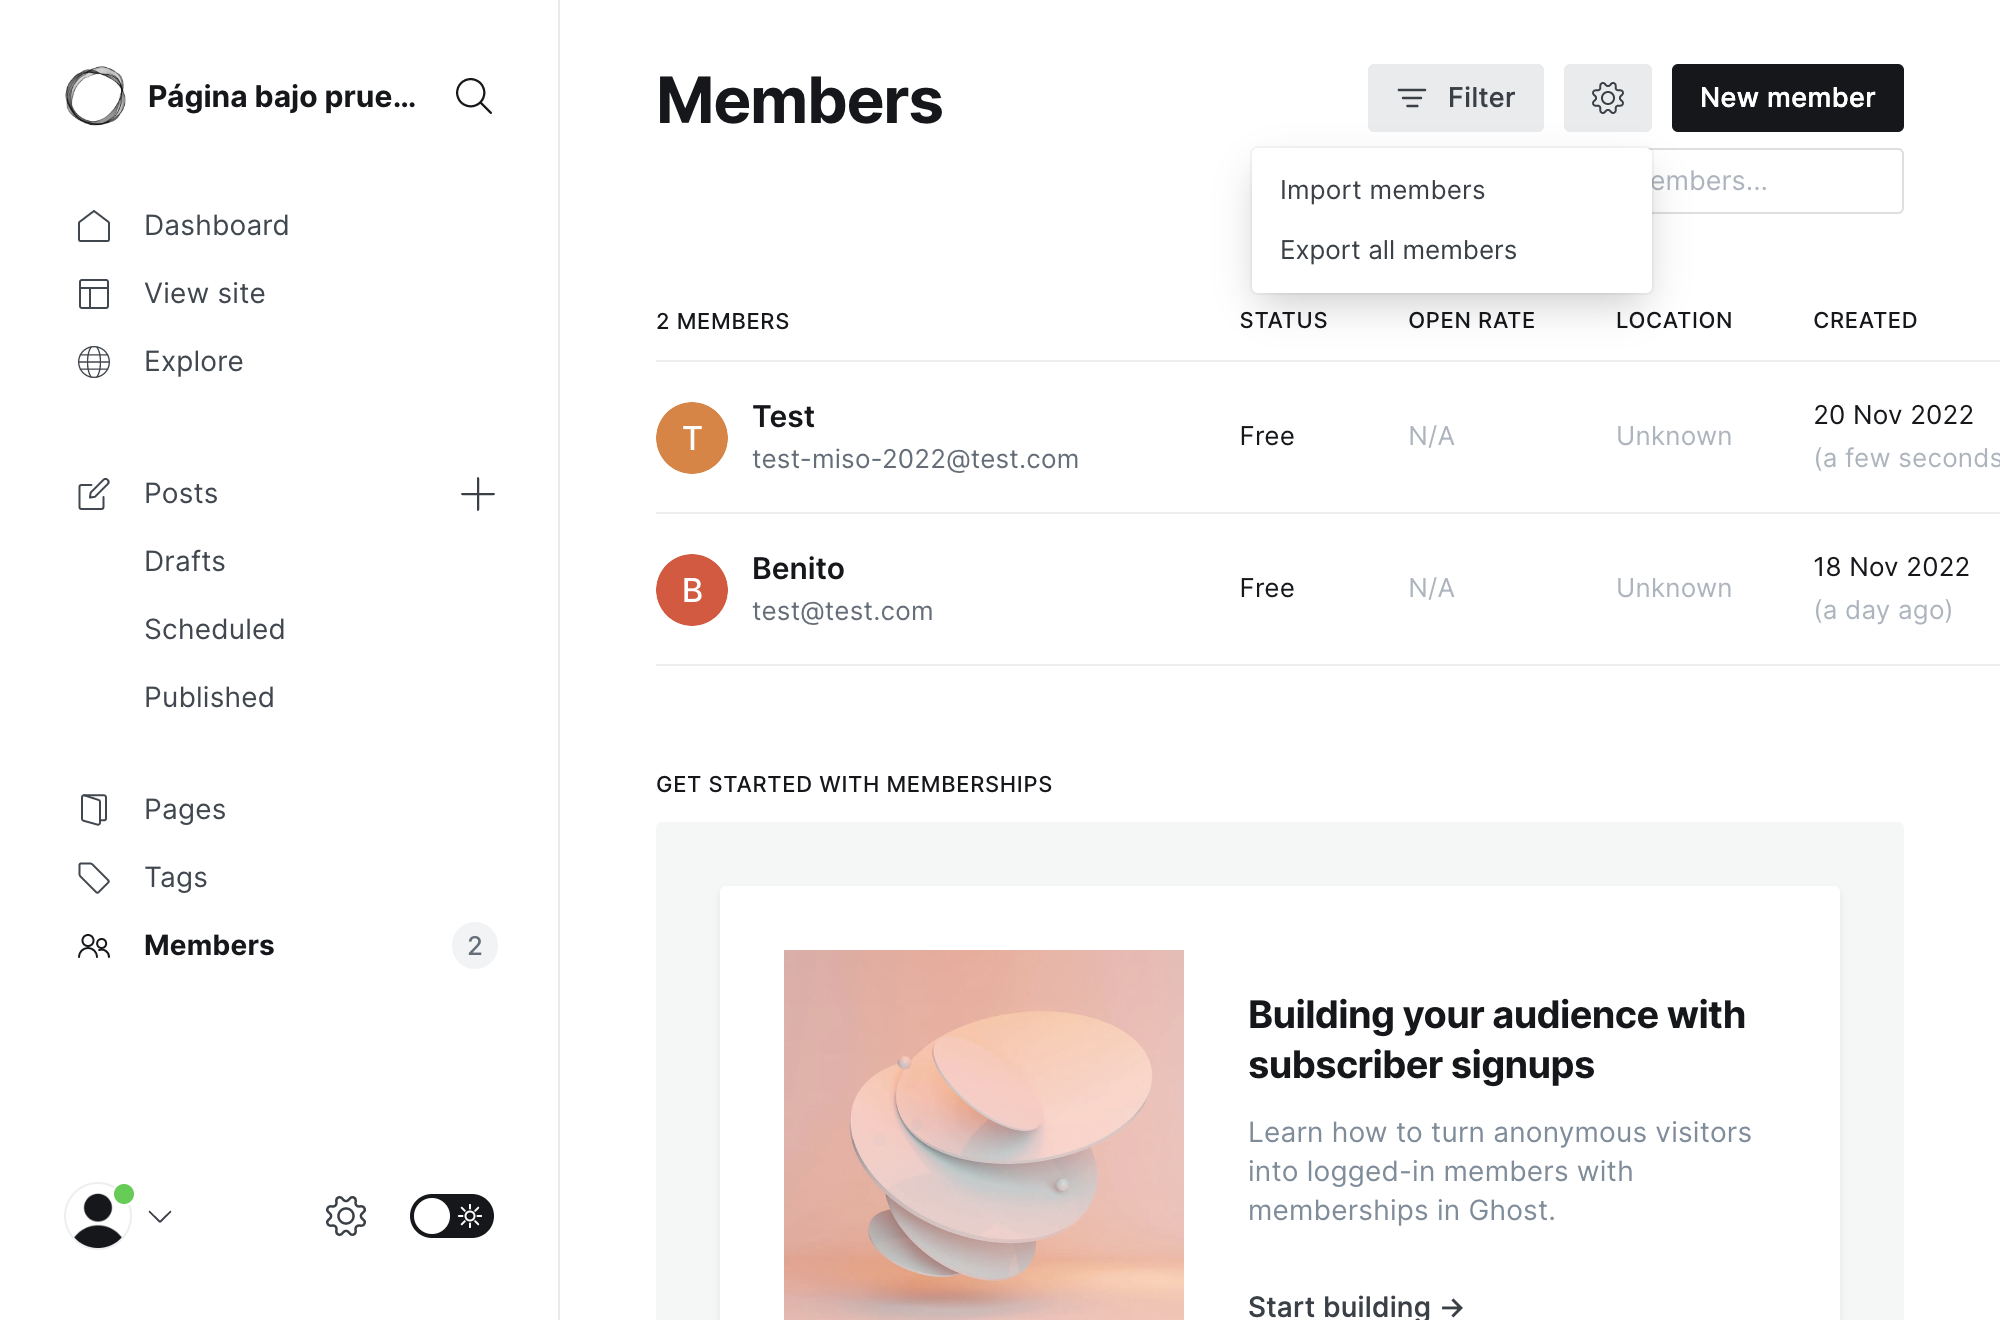 Página bajo prue...
Dashboard
View site
Explore
Posts
Drafts
Scheduled
Published
Pages
Tags
Members
2
Members
Filter
New member
Import members
Export all members
embers...
2 MEMBERS
STATUS
OPEN RATE
LOCATION
CREATED
T
Test
test-miso-2022@test.com
Free
N/A
Unknown
20 Nov 2022
(a few seconds
B
Benito
test@test.com
Free
N/A
Unknown
18 Nov 2022
(a day ago)
GET STARTED WITH MEMBERSHIPS
Building your audience with
subscriber signups
Learn how to turn anonymous visitors
into logged-in members with
memberships in Ghost.
Start building →